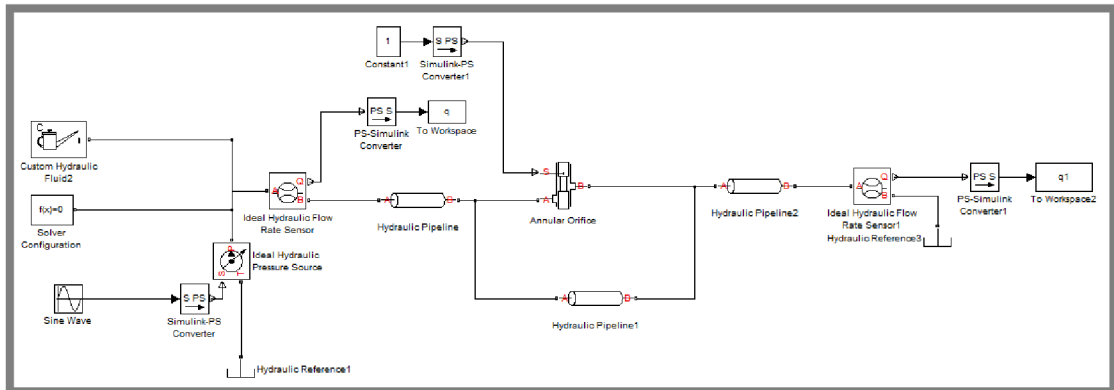 1
Constant1
S PS
Simulink-PS
Converter1
PS S
PS-Simulink
Converter
q
To Workspace
C
Custom Hydraulic
Fluid2
f(x)=0
Solver
Configuration
A
Q
B
Ideal Hydraulic Flow
Rate Sensor
A
B
Hydraulic Pipeline
S
A
B
Annular Orifice
A
B
Hydraulic Pipeline2
A
Q
B
Ideal Hydraulic Flow
Rate Sensor1
Hydraulic Reference3
PS S
PS-Simulink
Converter1
q1
To Workspace2
P
S
T
Ideal Hydraulic
Pressure Source
Sine Wave
S PS
Simulink-PS
Converter
A
B
Hydraulic Pipeline1
Hydraulic Reference1